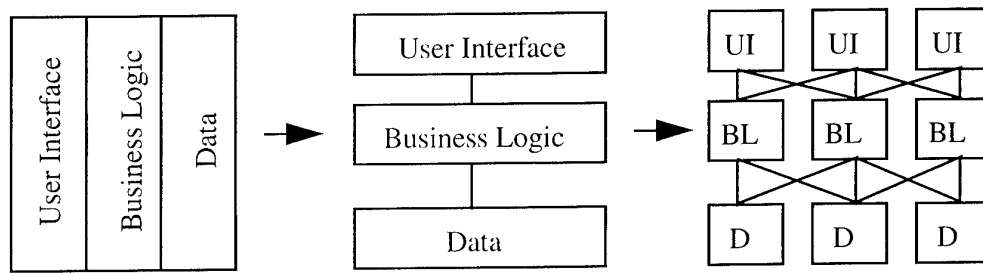 User Interface
Business Logic
Data
User Interface
Business Logic
Data
UI UI UI
BL BL BL
D D D